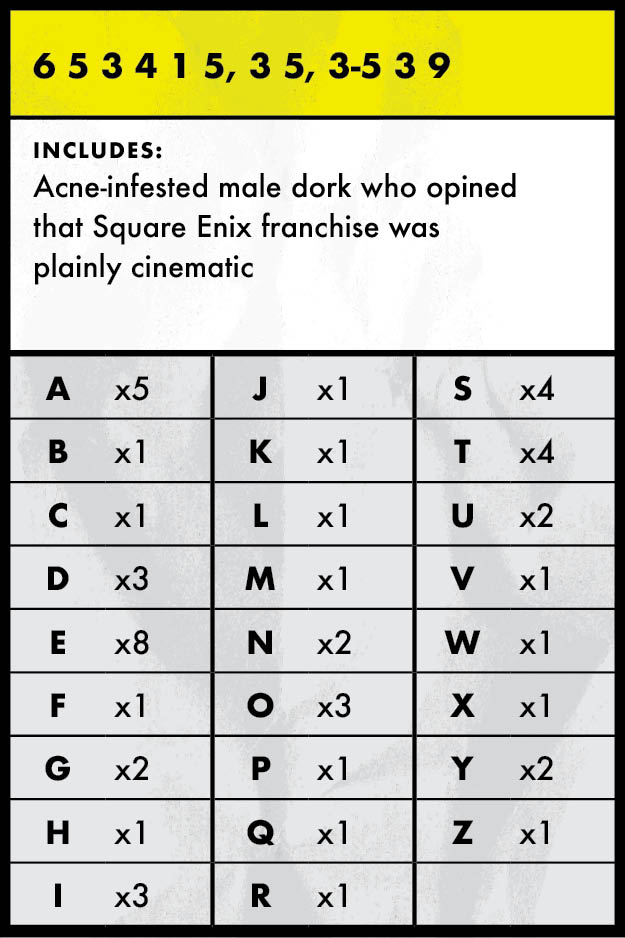 6 5 3 4 1 5, 3 5, 3-5 3 9
INCLUDES:
Acne-infested male dork who opined
that Square Enix franchise was
plainly cinematic
A x5 J x1 S x4
B x1 K x1 T x4
C x1 L x1 U x2
D x3 M x1 V x1
E x8 N x2 W x1
F x1 O x3 X x1
G x2 P x1 Y x2
H x1 Q x1 Z x1
I x3 R x1